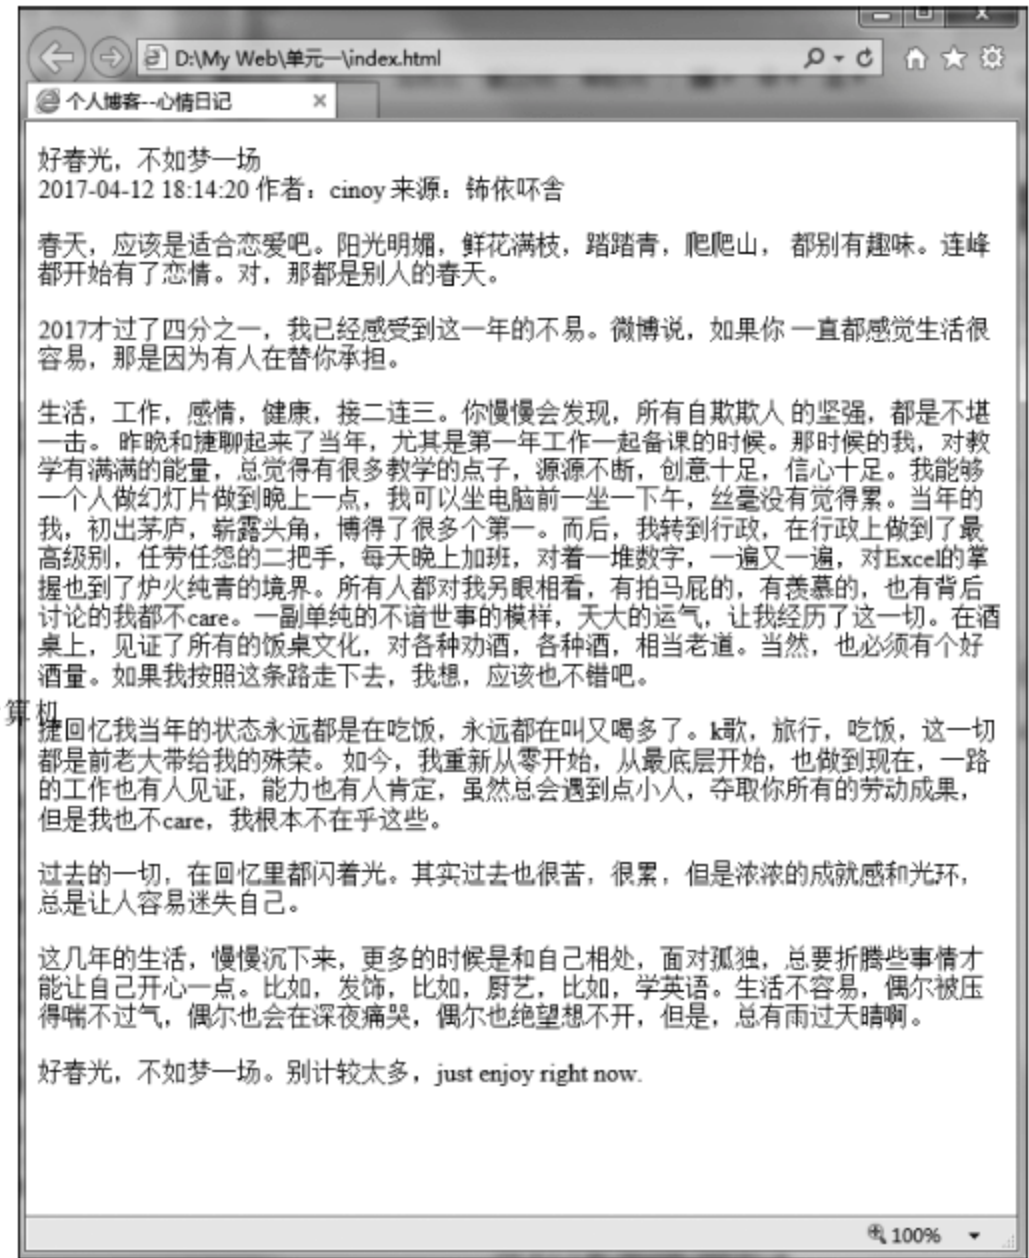 D:\My Web\单元一\index.html
个人博客--心情日记
好春光，不如梦一场
2017-04-12 18:14:20 作者：cinoy 来源：钸依吥舍
春天，应该是适合恋爱吧。阳光明媚，鲜花满枝，踏踏青，爬爬山， 都别有趣味。连峰
都开始有了恋情。对，那都是别人的春天。
2017才过了四分之一，我已经感受到这一年的不易。微博说，如果你 一直都感觉生活很
容易，那是因为有人在替你承担。
生活，工作，感情，健康，接二连三。你慢慢会发现，所有自欺欺人 的坚强，都是不堪
一击。 昨晚和捷聊起来了当年，尤其是第一年工作一起备课的时候。那时候的我，对教
学有满满的能量，总觉得有很多教学的点子，源源不断，创意十足，信心十足。我能够
一个人做幻灯片做到晚上一点，我可以坐电脑前一坐一下午，丝毫没有觉得累。当年的
我，初出茅庐，崭露头角，博得了很多个第一。而后，我转到行政，在行政上做到了最
高级别，任劳任怨的二把手，每天晚上加班，对着一堆数字，一遍又一遍，对Excel的掌
握也到了炉火纯青的境界。所有人都对我另眼相看，有拍马屁的，有羡慕的，也有背后
讨论的我都不care。一副单纯的不谙世事的模样，天大的运气，让我经历了这一切。在酒
桌上，见证了所有的饭桌文化，对各种劝酒，各种酒，相当老道。当然，也必须有个好
酒量。如果我按照这条路走下去，我想，应该也不错吧。
算机
捷回忆我当年的状态永远都是在吃饭，永远都在叫又喝多了。k歌，旅行，吃饭，这一切
都是前老大带给我的殊荣。 如今，我重新从零开始，从最底层开始，也做到现在，一路
的工作也有人见证，能力也有人肯定，虽然总会遇到点小人，夺取你所有的劳动成果，
但是我也不care，我根本不在乎这些。
过去的一切，在回忆里都闪着光。其实过去也很苦，很累，但是浓浓的成就感和光环，
总是让人容易迷失自己。
这几年的生活，慢慢沉下来，更多的时候是和自己相处，面对孤独，总要折腾些事情才
能让自己开心一点。比如，发饰，比如，厨艺，比如，学英语。生活不容易，偶尔被压
得喘不过气，偶尔也会在深夜痛哭，偶尔也绝望想不开，但是，总有雨过天晴啊。
好春光，不如梦一场。别计较太多，just enjoy right now.
100%